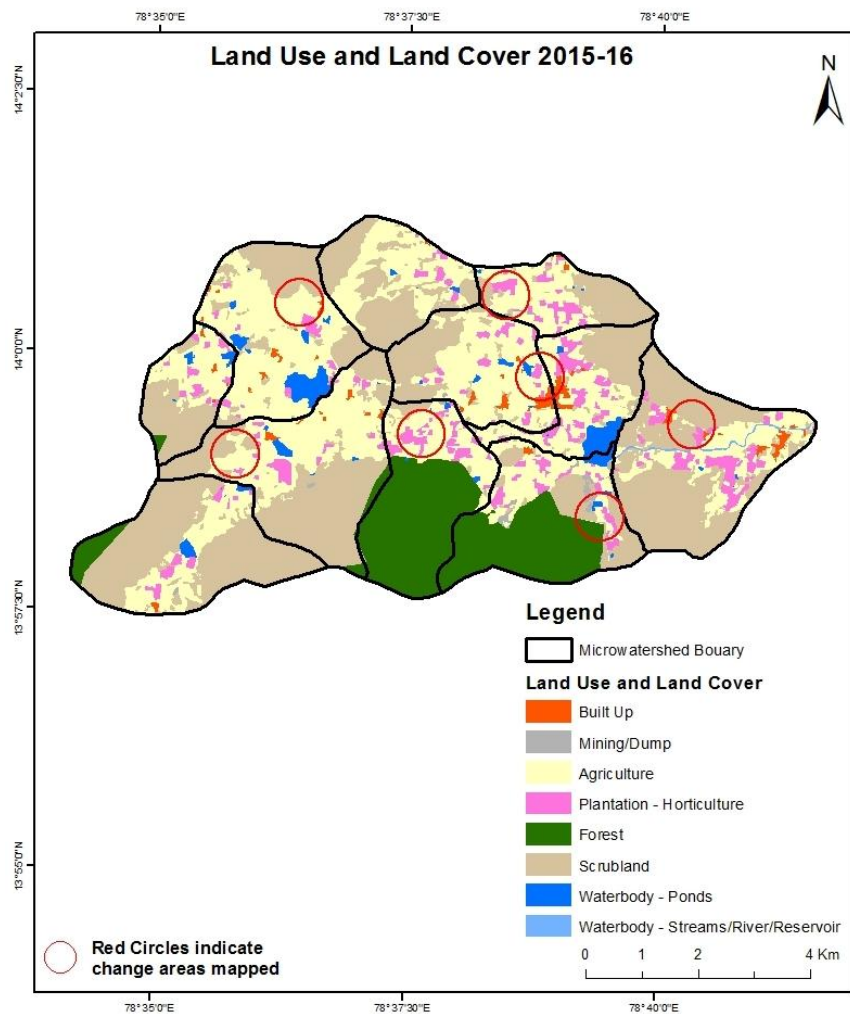 78°35'0"E 78°37'30"E 78°40'0"E
Land Use and Land Cover 2015-16
N
14°2'30"N
14°0'0"N
13°57'30"N
13°55'0"N
Legend
Microwatershed Bouary
Land Use and Land Cover
Built Up
Mining/Dump
Agriculture
Plantation - Horticulture
Forest
Scrubland
Waterbody - Ponds
Waterbody - Streams/River/Reservoir
Red Circles indicate
change areas mapped
0 1 2 4 Km
78°35'0"E 78°37'30"E 78°40'0"E